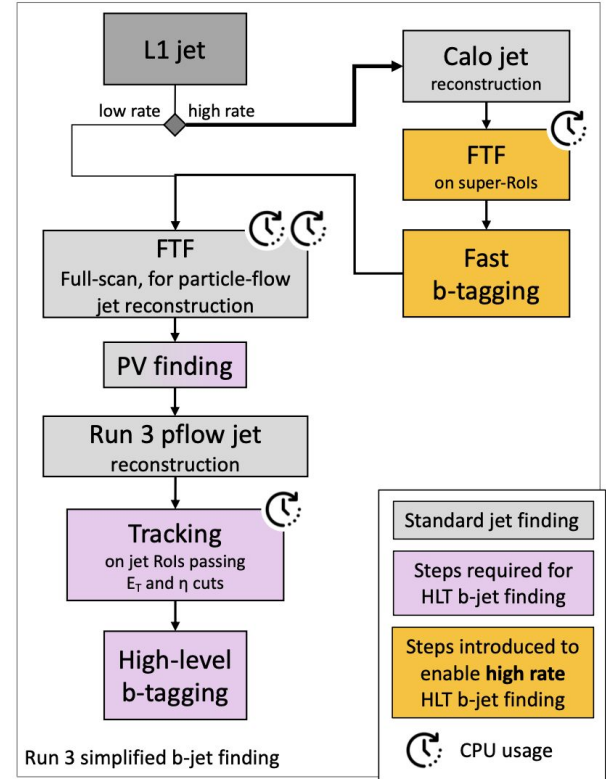 L1 jet
low rate
high rate
Calo jet
reconstruction
FTF
on super-RoIs
Fast
b-tagging
FTF
Full-scan, for particle-flow
jet reconstruction
PV finding
Run 3 pflow jet
reconstruction
Tracking
on jet RoIs passing
E_T and η cuts
High-level
b-tagging
Run 3 simplified b-jet finding
Standard jet finding
Steps required for
HLT b-jet finding
Steps introduced to
enable high rate
HLT b-jet finding
CPU usage